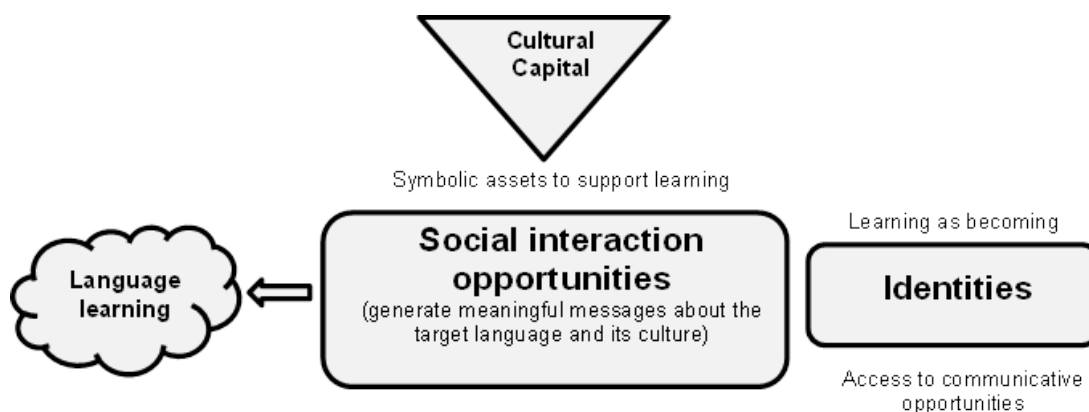 Cultural
Capital
Symbolic assets to support learning
Social interaction
opportunities
(generate meaningful messages about the
target language and its culture)
Language
learning
Learning as becoming
Identities
Access to communicative
opportunities